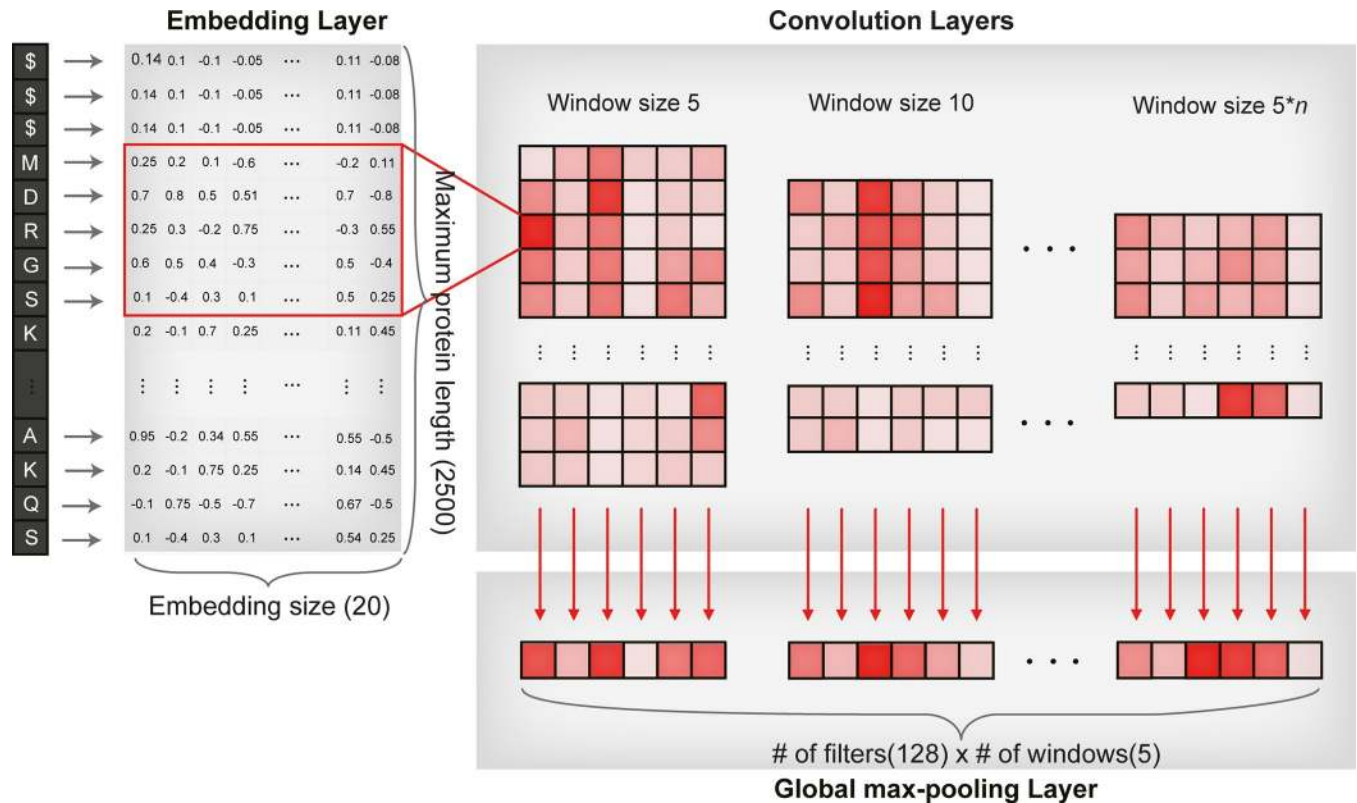 Embedding Layer
Convolution Layers
$ 0.14 0.1 -0.1 -0.05 ... 0.11 -0.08
$ 0.14 0.1 -0.1 -0.05 ... 0.11 -0.08
$ 0.14 0.1 -0.1 -0.05 ... 0.11 -0.08
M 0.25 0.2 0.1 -0.6 ... -0.2 0.11
D 0.7 0.8 0.5 0.51 ... 0.7 -0.8
R 0.25 0.3 -0.2 0.75 ... -0.3 0.55
G 0.6 0.5 0.4 -0.3 ... 0.5 -0.4
S 0.1 -0.4 0.3 0.1 ... 0.5 0.25
K 0.2 -0.1 0.7 0.25 ... 0.11 0.45
A 0.95 -0.2 0.34 0.55 ... 0.55 -0.5
K 0.2 -0.1 0.75 0.25 ... 0.14 0.45
Q -0.1 0.75 -0.5 -0.7 ... 0.67 -0.5
S 0.1 -0.4 0.3 0.1 ... 0.54 0.25
Embedding size (20)
Maximum protein length (2500)
Window size 5
Window size 10
Window size 5*n
# of filters(128) x # of windows(5)
Global max-pooling Layer